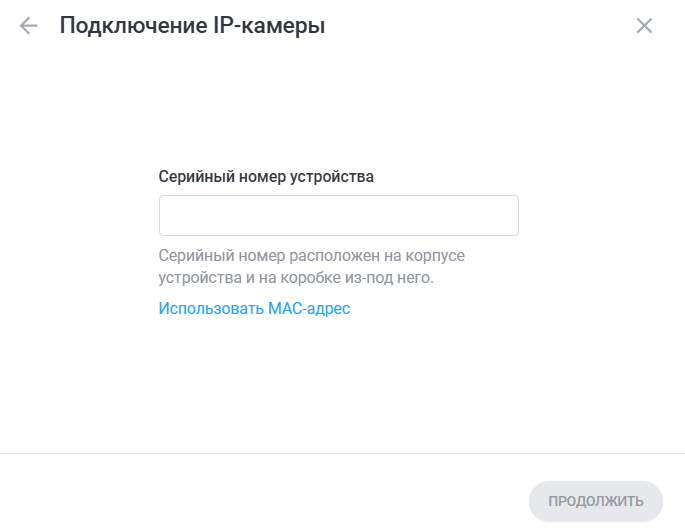 Подключение IP-камеры
Серийный номер устройства
Серийный номер расположен на корпусе
устройства и на коробке из-под него.
Использовать MAC-адрес
ПРОДОЛЖИТЬ